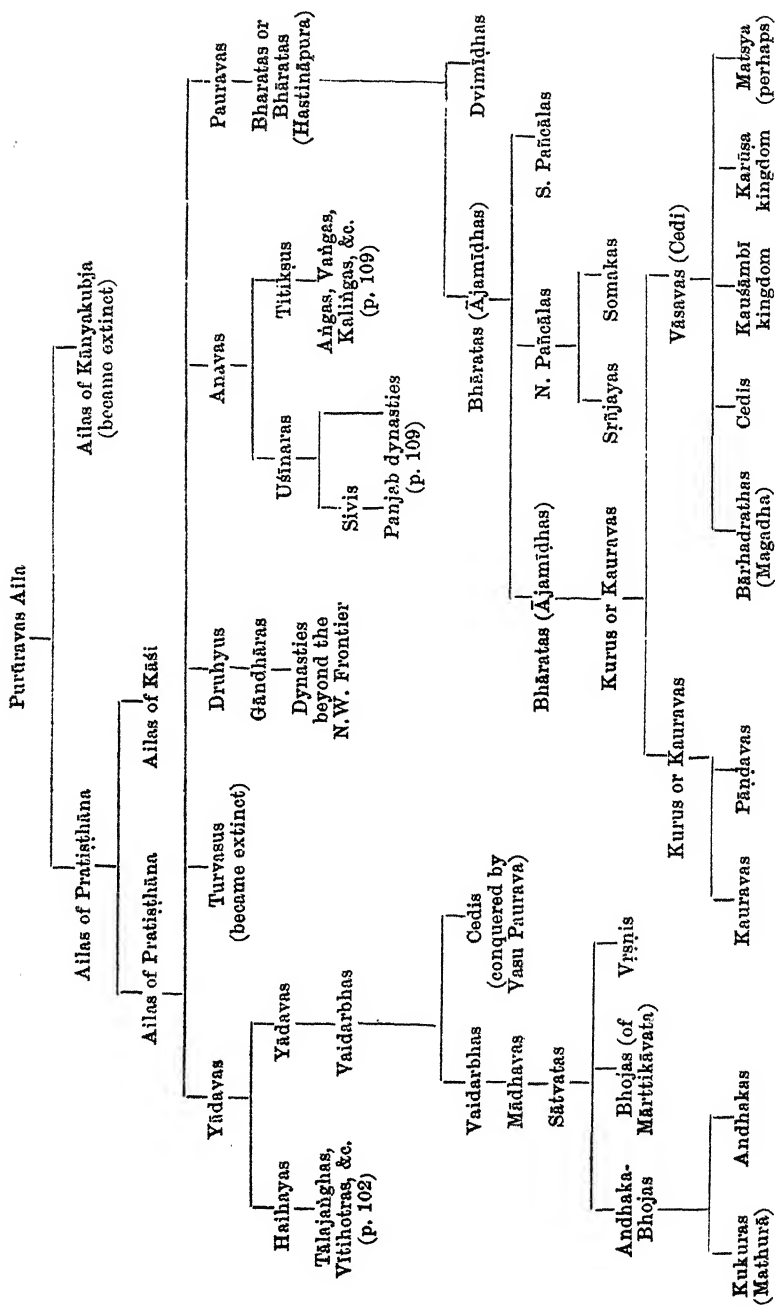 Purūravas Aila
Ailas of Pratiṣṭhāna
Ailas of Kānyakubja
(became extinct)
Ailas of Pratiṣṭhāna
Ailas of Kāśi
Yādavas
Turvasus
(became extinct)
Druhyus
Gāndhāras
Dynasties
beyond the
N.W. Frontier
Anavas
Pauravas
Bharatas or
Bhāratas
(Hastināpura)
Haihayas
Tālajaṅghas,
Vītihotras, &c.
(p. 102)
Yādavas
Vaidarbhas
Uśīnaras
Titikṣus
Aṅgas, Vaṅgas,
Kaliṅgas, &c.
(p. 109)
Sivis
Panjab dynasties
(p. 109)
Vaidarbhas
Cedis
(conquered by
Vasu Paurava)
Mādhavas
Sātvatas
Bhāratas (Ājamīḍhas)
Dvimīḍhas
Bhāratas (Ājamīḍhas)
N. Pañcālas
S. Pañcālas
Sṛñjayas
Somakas
Andhaka-
Bhojas
Bhojas (of
Mārttikāvata)
Vṛṣṇis
Kurus or Kauravas
Kukuras
(Mathurā)
Andhakas
Kurus or Kauravas
Vāsavas (Cedi)
Kauravas
Pāṇḍavas
Bārhadrathas
(Magadha)
Cedis
Kauśāmbī
kingdom
Karūṣa
kingdom
Matsya
(perhaps)